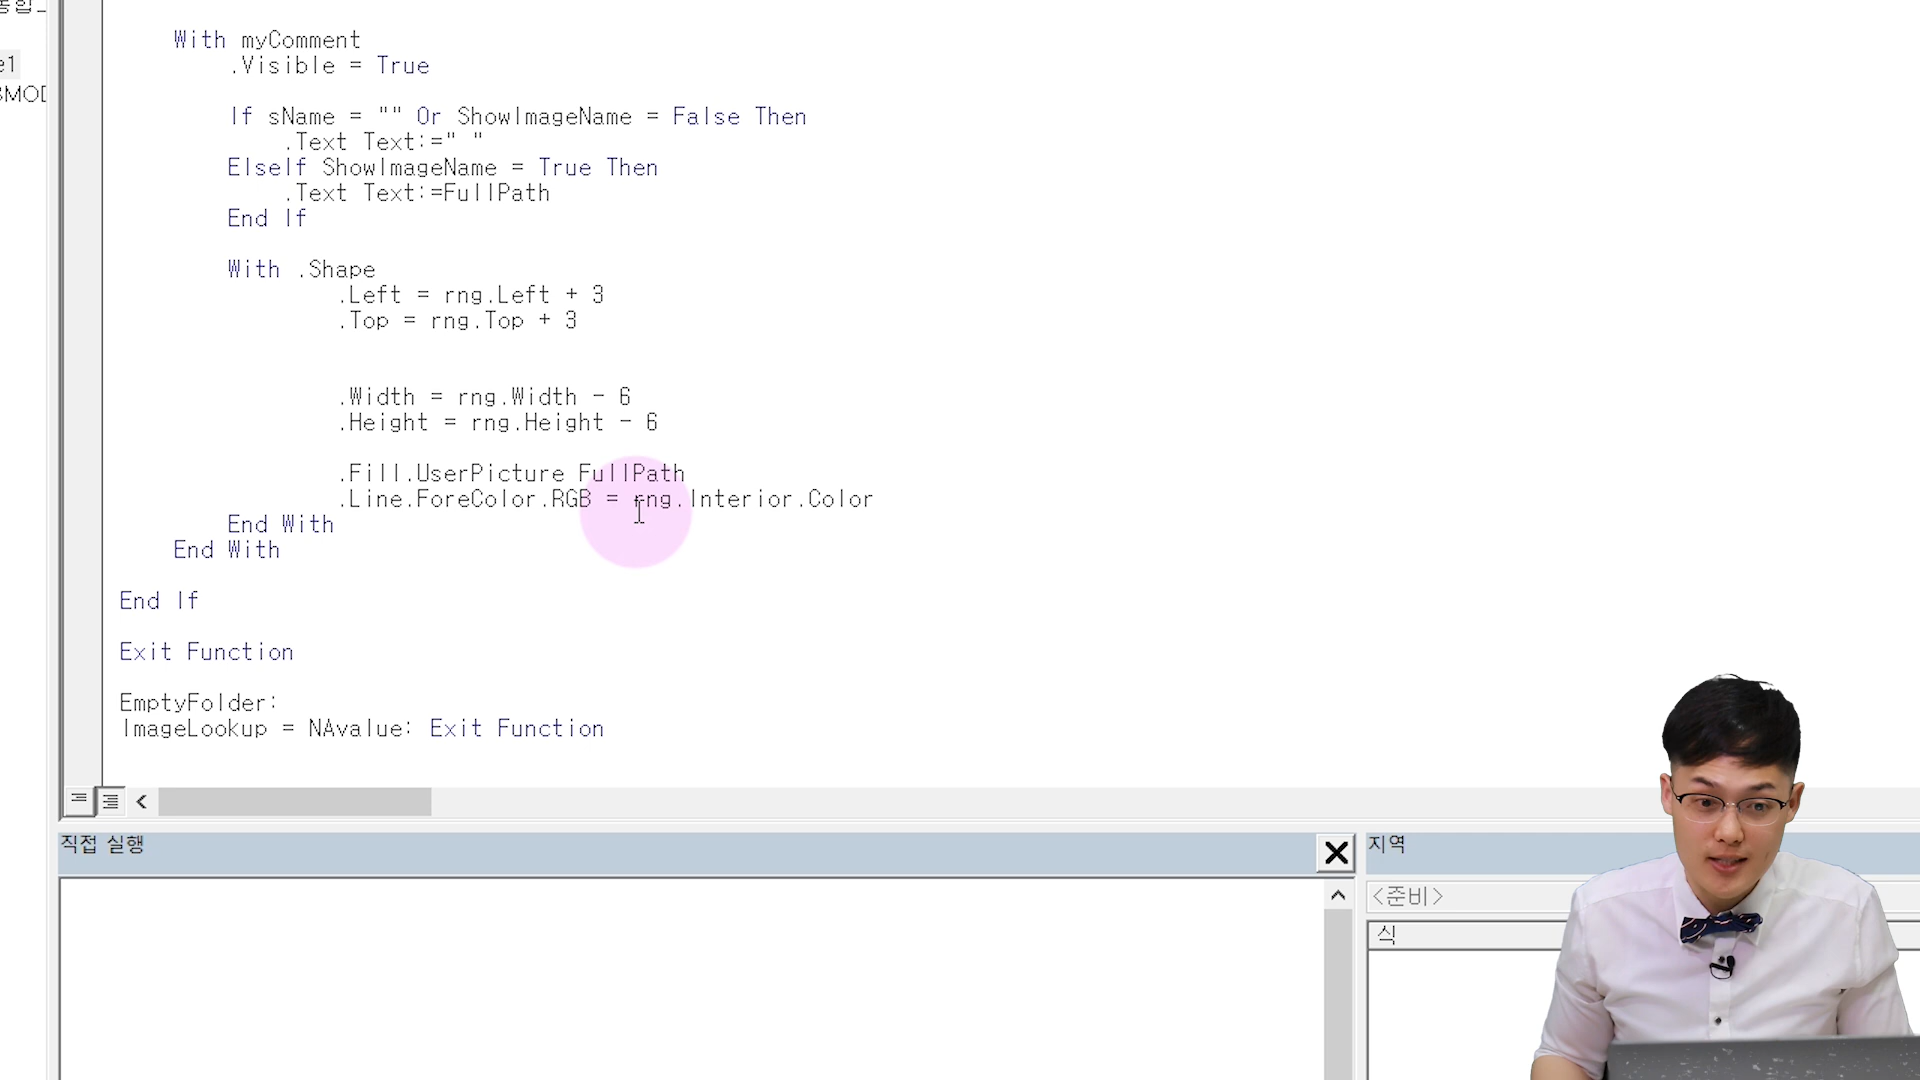 With myComment
.Visible = True
If sName = "" Or ShowImageName = False Then
.Text Text:=" "
ElseIf ShowImageName = True Then
.Text Text:=FullPath
End If
With .Shape
.Left = rng.Left + 3
.Top = rng.Top + 3
.Width = rng.Width - 6
.Height = rng.Height - 6
.Fill.UserPicture FullPath
.Line.ForeColor.RGB = rng.Interior.Color
End With
End With
End If
Exit Function
EmptyFolder:
ImageLookup = NAvalue: Exit Function
직접 실행
지역
<준비>
식